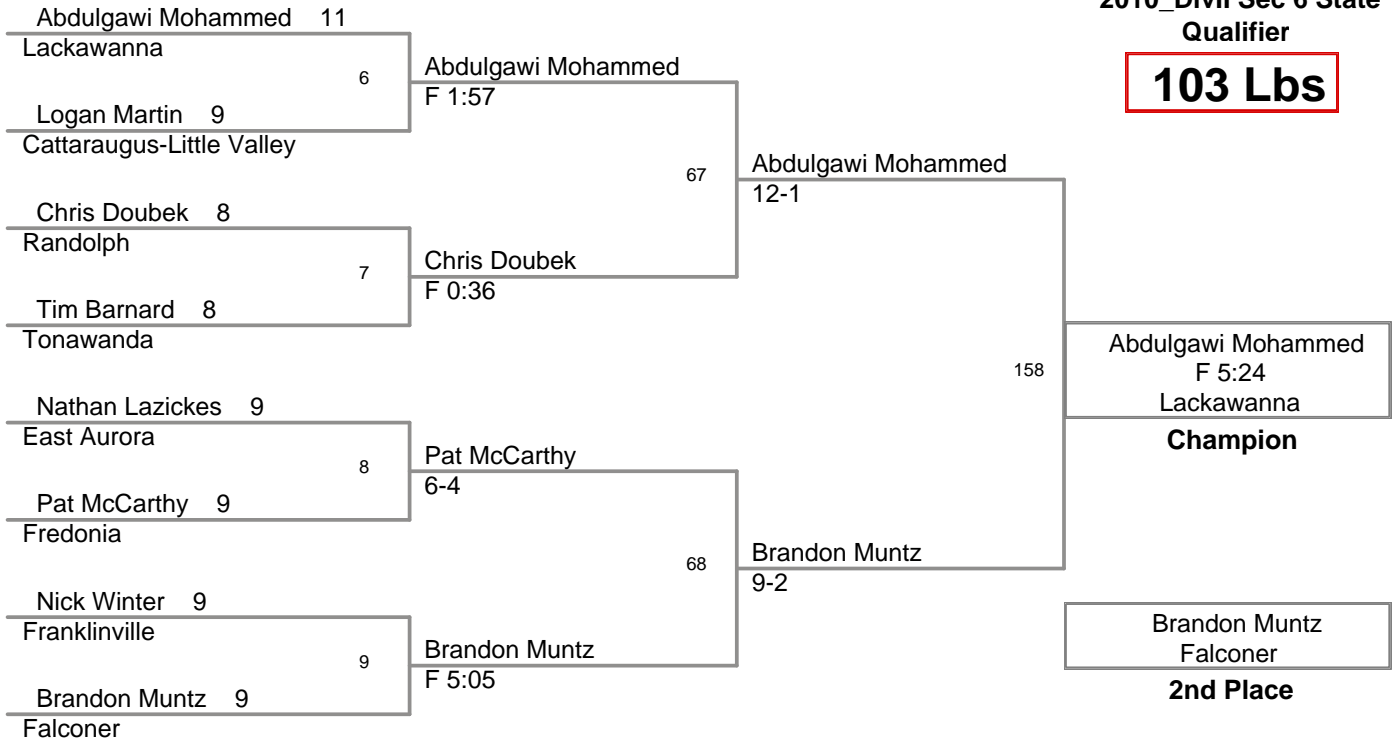 2010_DivII Sec 6 State
Qualifier
103 Lbs
Abdulgawi Mohammed 11
Lackawanna
6
Logan Martin 9
Cattaraugus-Little Valley
Abdulgawi Mohammed
F 1:57
Chris Doubek 8
Randolph
7
Tim Barnard 8
Tonawanda
Chris Doubek
F 0:36
67
Abdulgawi Mohammed
12-1
Nathan Lazickes 9
East Aurora
8
Pat McCarthy 9
Fredonia
Pat McCarthy
6-4
Nick Winter 9
Franklinville
9
Brandon Muntz 9
Falconer
Brandon Muntz
F 5:05
68
Brandon Muntz
9-2
158
Abdulgawi Mohammed
F 5:24
Lackawanna
Champion
Brandon Muntz
Falconer
2nd Place